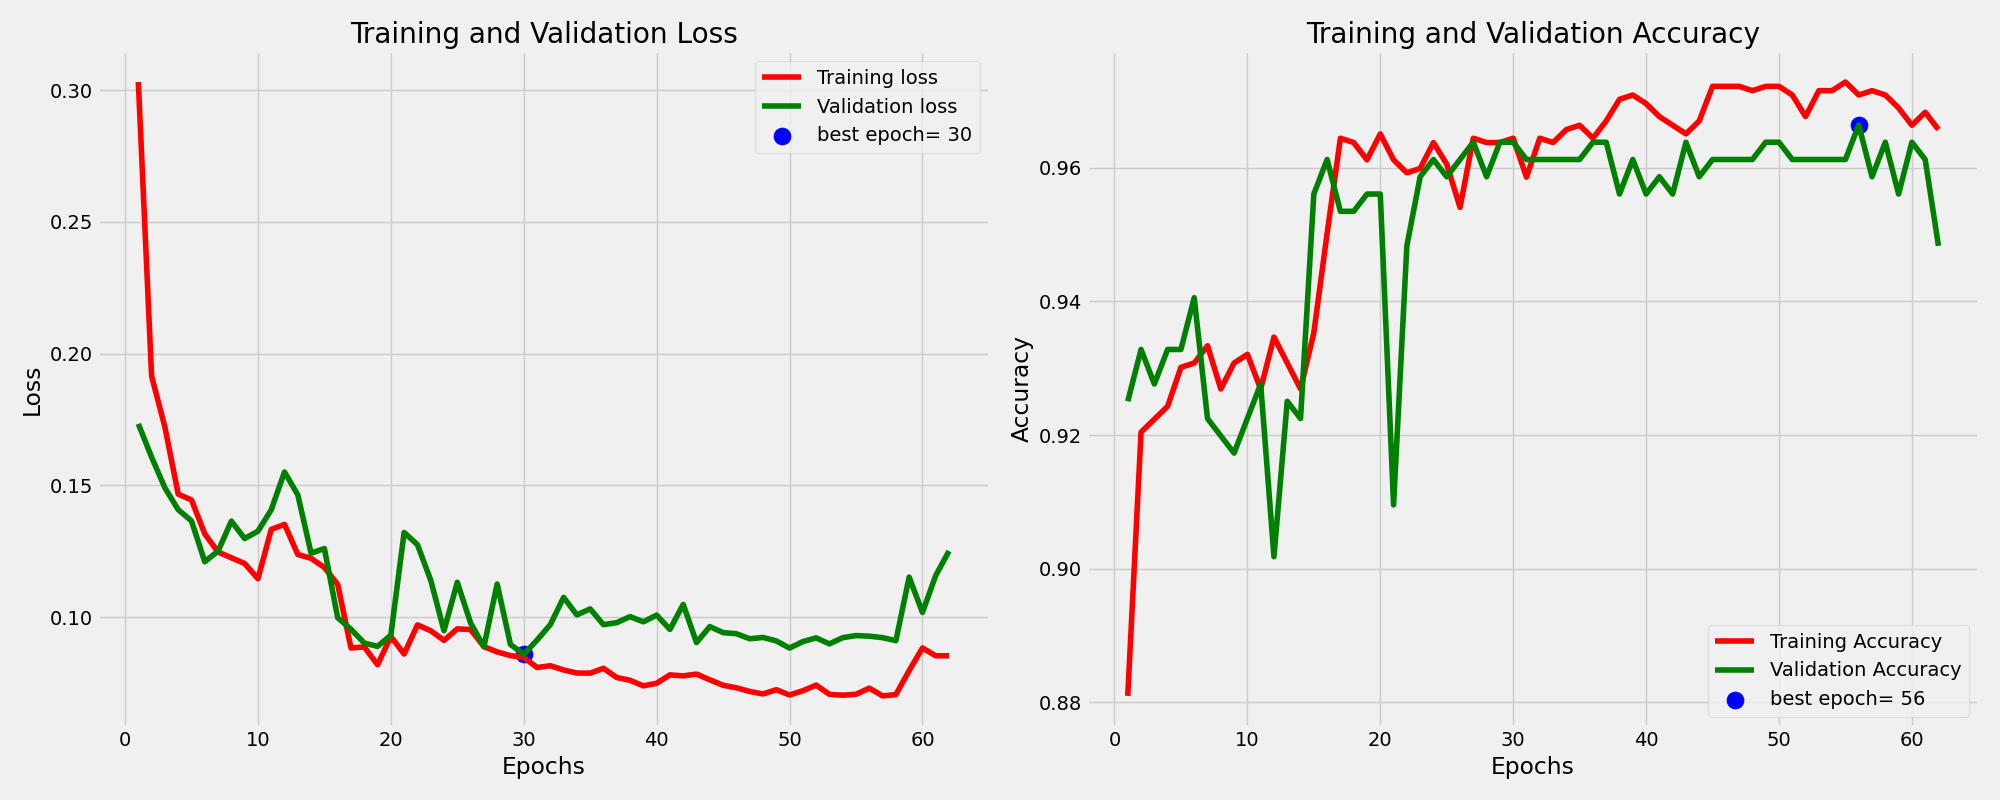 Training and Validation Loss
Training loss
Validation loss
best epoch= 30
0.30
0.25
0.20
0.15
0.10
Loss
0 10 20 30 40 50 60
Epochs
Training and Validation Accuracy
0.96
0.94
0.92
0.90
0.88
Accuracy
Training Accuracy
Validation Accuracy
best epoch= 56
0 10 20 30 40 50 60
Epochs